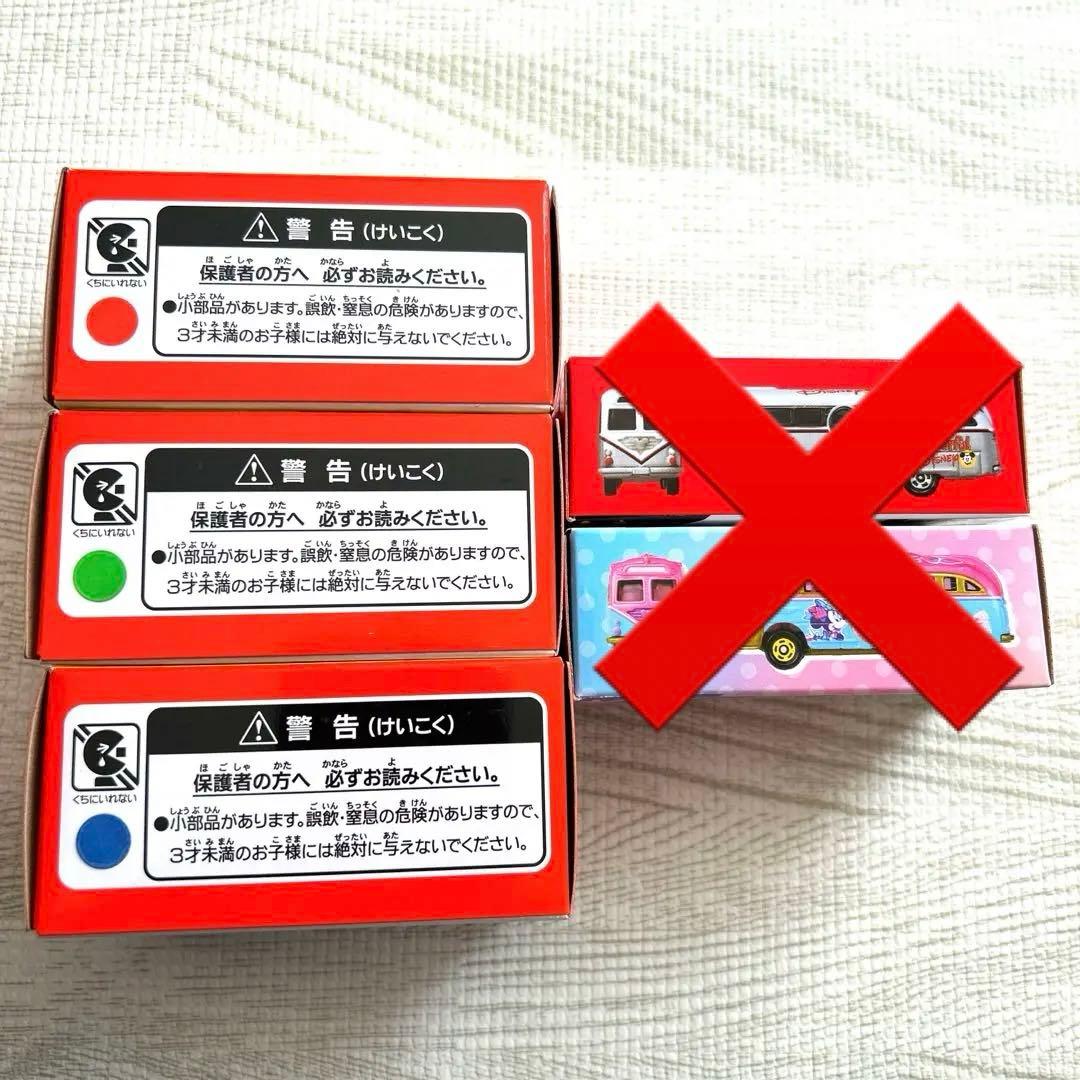 警告(けいこく)
ほごしゃ かた かなら よ
保護者の方へ 必ずお読みください。
しょうぶひん ごいん ちっそく きけん
●小部品があります。誤飲・窒息の危険がありますので、
さいみまん こさま ぜったい あた
3才未満のお子様には絶対に与えないでください。
くちにいれない
警告(けいこく)
ほごしゃ かた かなら よ
保護者の方へ 必ずお読みください。
しょうぶひん ごいん ちっそく きけん
●小部品があります。誤飲・窒息の危険がありますので、
さいみまん こさま ぜったい あた
3才未満のお子様には絶対に与えないでください。
くちにいれない
警告(けいこく)
ほごしゃ かた かなら よ
保護者の方へ 必ずお読みください。
しょうぶひん ごいん ちっそく きけん
●小部品があります。誤飲・窒息の危険がありますので、
さいみまん こさま ぜったい あた
3才未満のお子様には絶対に与えないでください。
くちにいれない
DISNEY